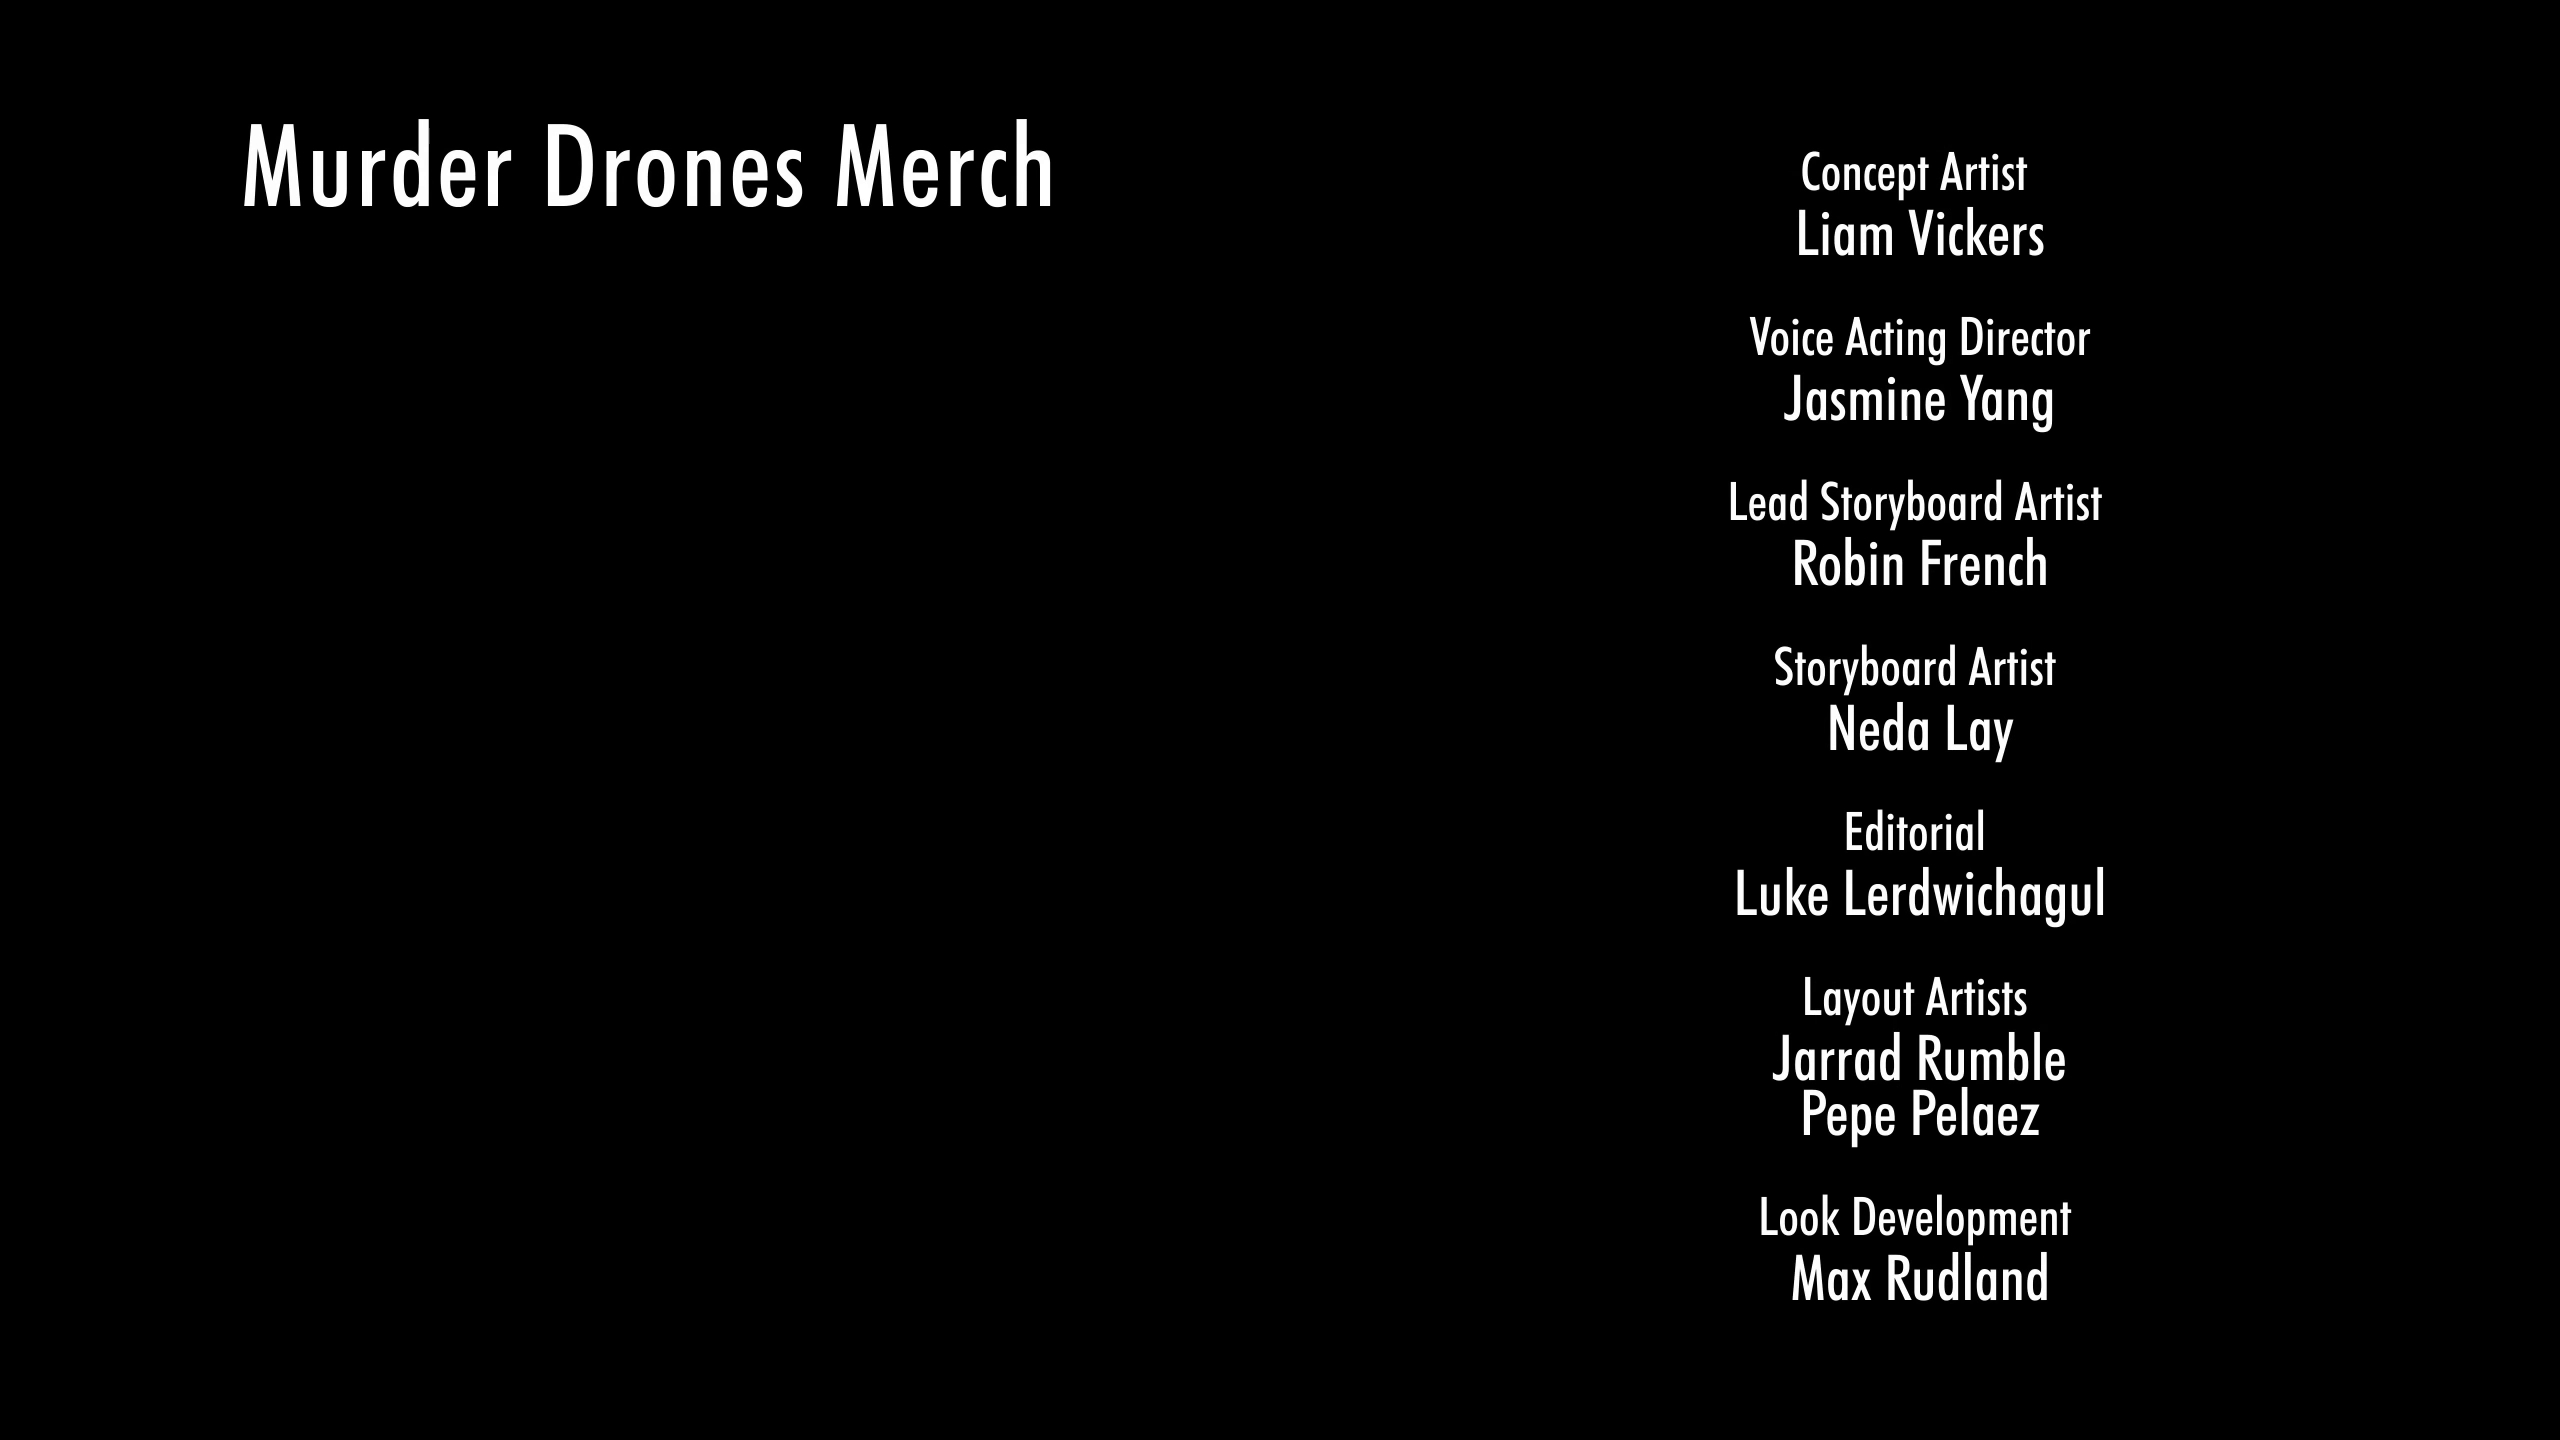 Murder Drones Merch
Concept Artist
Liam Vickers
Voice Acting Director
Jasmine Yang
Lead Storyboard Artist
Robin French
Storyboard Artist
Neda Lay
Editorial
Luke Lerdwichagul
Layout Artists
Jarrad Rumble
Pepe Pelaez
Look Development
Max Rudland